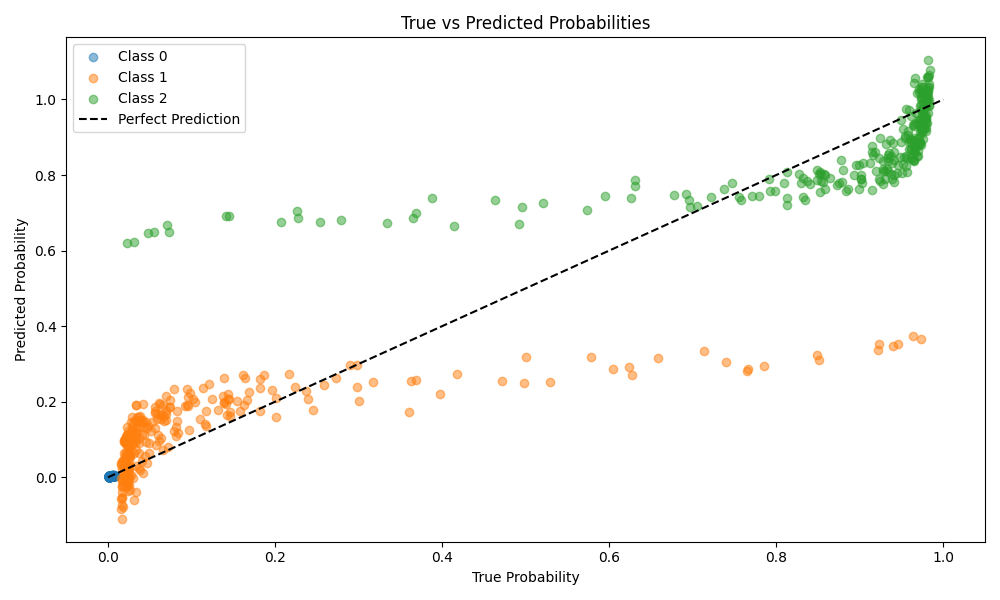 True vs Predicted Probabilities
Class 0
Class 1
Class 2
Perfect Prediction
Predicted Probability
1.0
0.8
0.6
0.4
0.2
0.0
0.0 0.2 0.4 0.6 0.8 1.0
True Probability